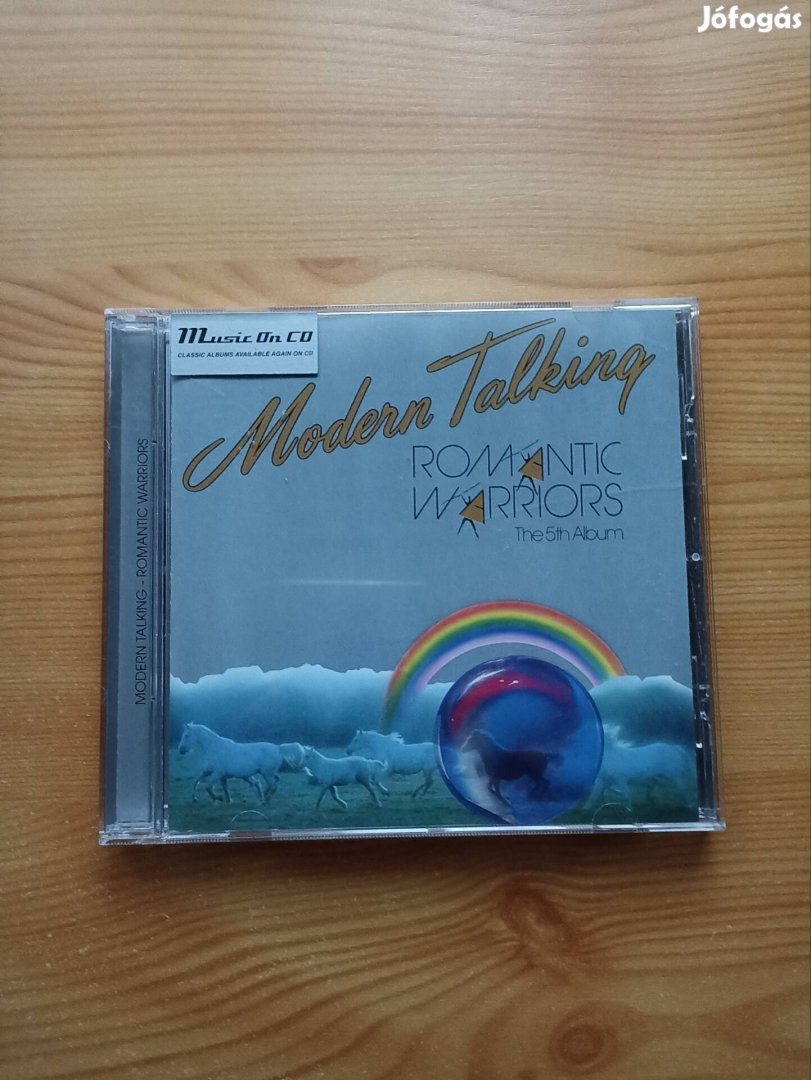 Jófogás
Music On CD
CLASSIC ALBUMS AVAILABLE AGAIN ON CD
Modern Talking
ROMANTIC
WARRIORS
The 5th Album
MODERN TALKING - ROMANTIC WARRIORS